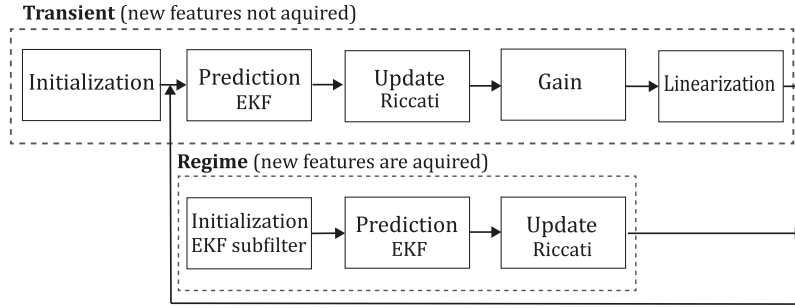 Transient (new features not aquired)
Initialization
Prediction
EKF
Update
Riccati
Gain
Linearization
Regime (new features are aquired)
Initialization
EKF subfilter
Prediction
EKF
Update
Riccati